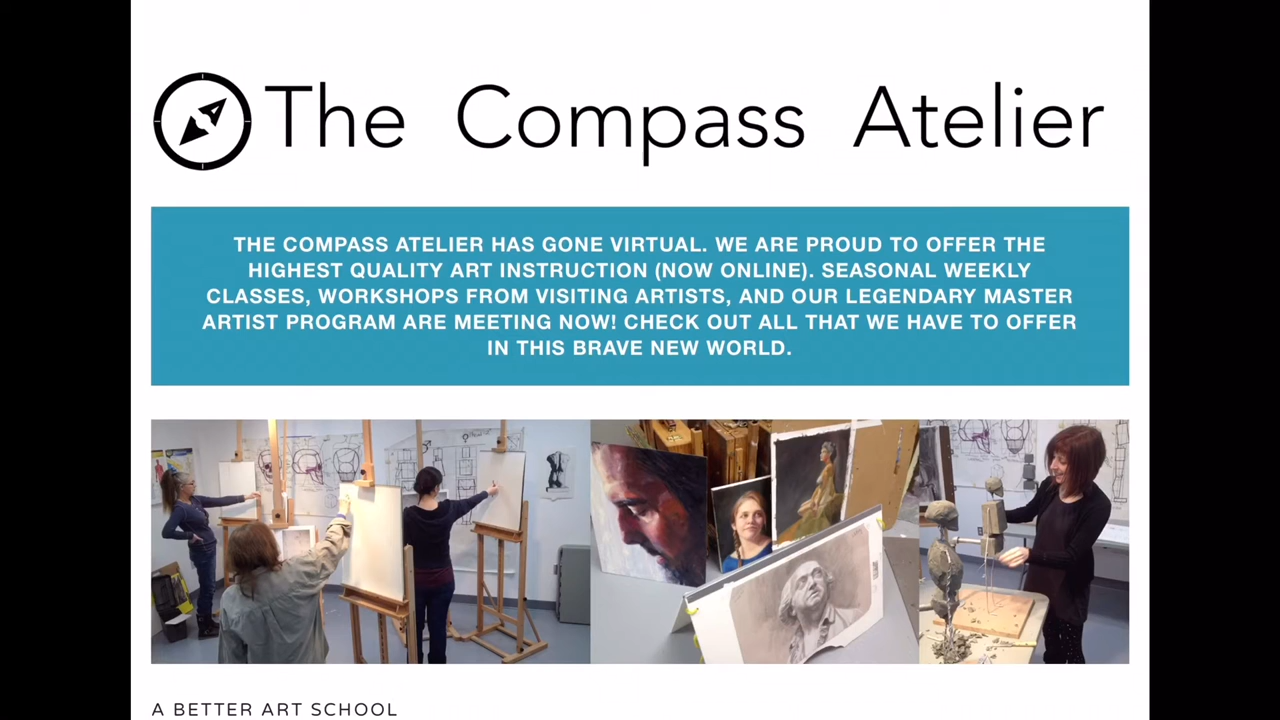 The Compass Atelier
THE COMPASS ATELIER HAS GONE VIRTUAL. WE ARE PROUD TO OFFER THE
HIGHEST QUALITY ART INSTRUCTION (NOW ONLINE). SEASONAL WEEKLY
CLASSES, WORKSHOPS FROM VISITING ARTISTS, AND OUR LEGENDARY MASTER
ARTIST PROGRAM ARE MEETING NOW! CHECK OUT ALL THAT WE HAVE TO OFFER
IN THIS BRAVE NEW WORLD.
A BETTER ART SCHOOL